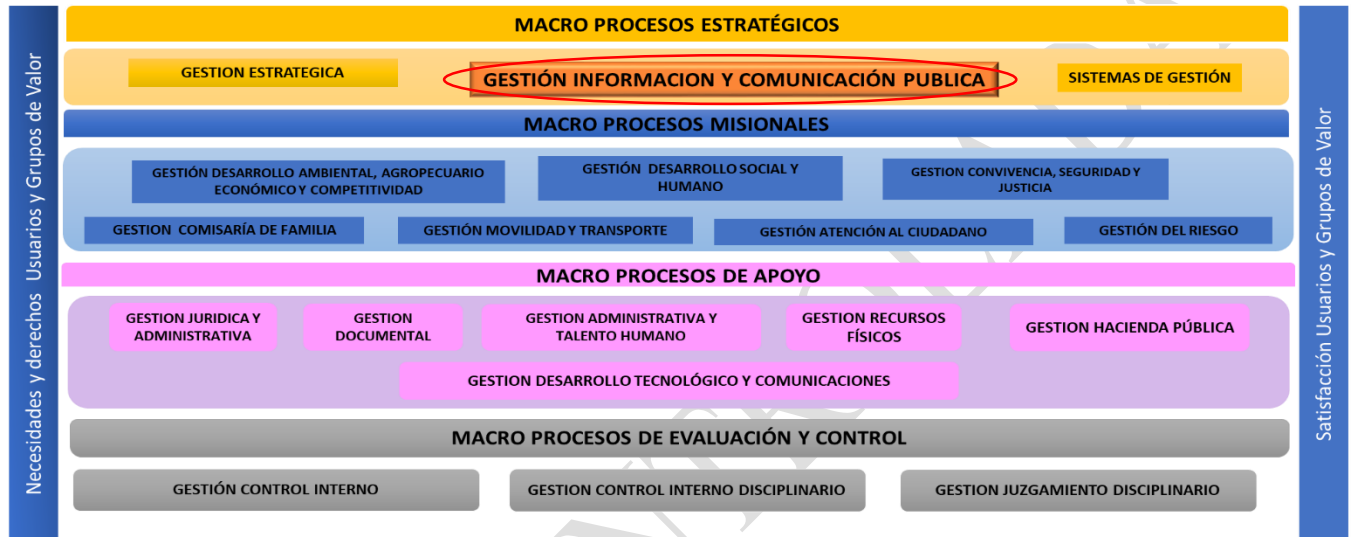 Necesidades y derechos Usuarios y Grupos de Valor
MACRO PROCESOS ESTRATÉGICOS
GESTION ESTRATEGICA
GESTIÓN INFORMACION Y COMUNICACIÓN PUBLICA
SISTEMAS DE GESTIÓN
MACRO PROCESOS MISIONALES
GESTIÓN DESARROLLO AMBIENTAL, AGROPECUARIO
ECONÓMICO Y COMPETITIVIDAD
GESTIÓN DESARROLLO SOCIAL Y
HUMANO
GESTION CONVIVENCIA, SEGURIDAD Y
JUSTICIA
GESTION COMISARÍA DE FAMILIA
GESTIÓN MOVILIDAD Y TRANSPORTE
GESTIÓN ATENCIÓN AL CIUDADANO
GESTIÓN DEL RIESGO
MACRO PROCESOS DE APOYO
GESTION JURIDICA Y
ADMINISTRATIVA
GESTION
DOCUMENTAL
GESTION ADMINISTRATIVA Y
TALENTO HUMANO
GESTION RECURSOS
FÍSICOS
GESTION HACIENDA PÚBLICA
GESTION DESARROLLO TECNOLÓGICO Y COMUNICACIONES
MACRO PROCESOS DE EVALUACIÓN Y CONTROL
GESTIÓN CONTROL INTERNO
GESTION CONTROL INTERNO DISCIPLINARIO
GESTION JUZGAMIENTO DISCIPLINARIO
Satisfacción Usuarios y Grupos de Valor